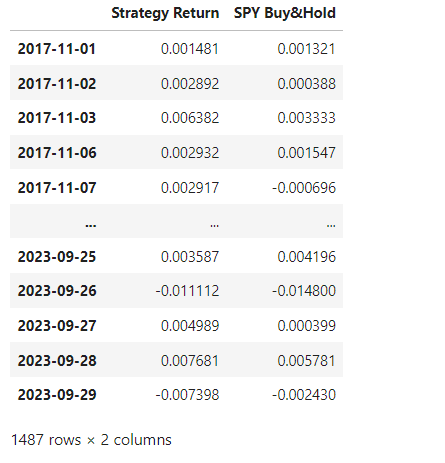 Strategy Return SPY Buy&Hold
2017-11-01 0.001481 0.001321
2017-11-02 0.002892 0.000388
2017-11-03 0.006382 0.003333
2017-11-06 0.002932 0.001547
2017-11-07 0.002917 -0.000696
... ... ...
2023-09-25 0.003587 0.004196
2023-09-26 -0.011112 -0.014800
2023-09-27 0.004989 0.000399
2023-09-28 0.007681 0.005781
2023-09-29 -0.007398 -0.002430
1487 rows × 2 columns